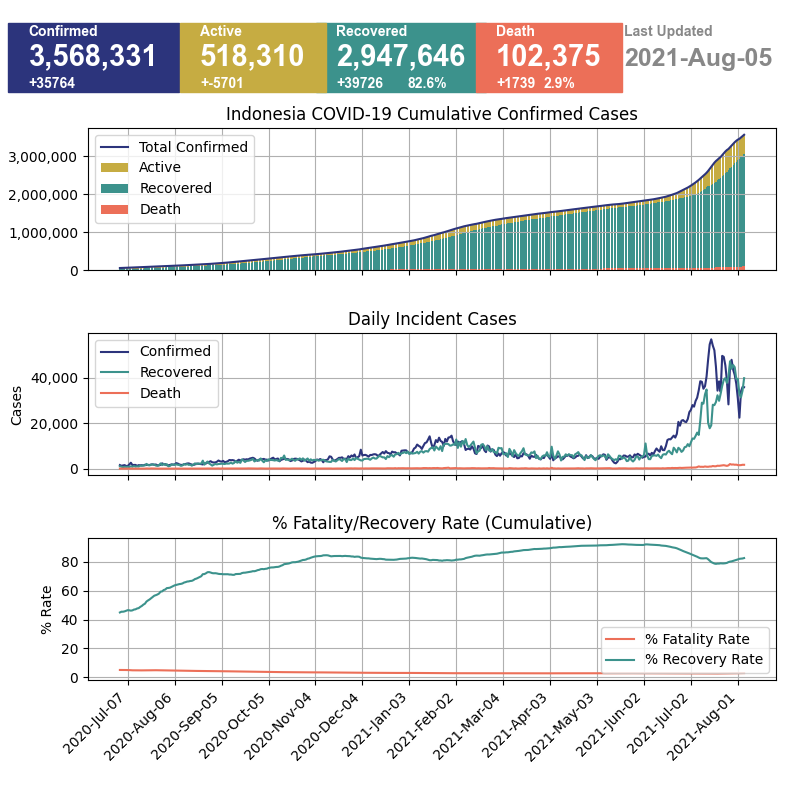 Confirmed
3,568,331
+35764
Active
518,310
+-5701
Recovered
2,947,646
+39726 82.6%
Death
102,375
+1739 2.9%
Last Updated
2021-Aug-05
Indonesia COVID-19 Cumulative Confirmed Cases
Total Confirmed
Active
Recovered
Death
3,000,000
2,000,000
1,000,000
0
Daily Incident Cases
Confirmed
Recovered
Death
Cases
40,000
20,000
0
% Fatality/Recovery Rate (Cumulative)
% Rate
80
60
40
20
0
% Fatality Rate
% Recovery Rate
2020-Jul-07
2020-Aug-06
2020-Sep-05
2020-Oct-05
2020-Nov-04
2020-Dec-04
2021-Jan-03
2021-Feb-02
2021-Mar-04
2021-Apr-03
2021-May-03
2021-Jun-02
2021-Jul-02
2021-Aug-01